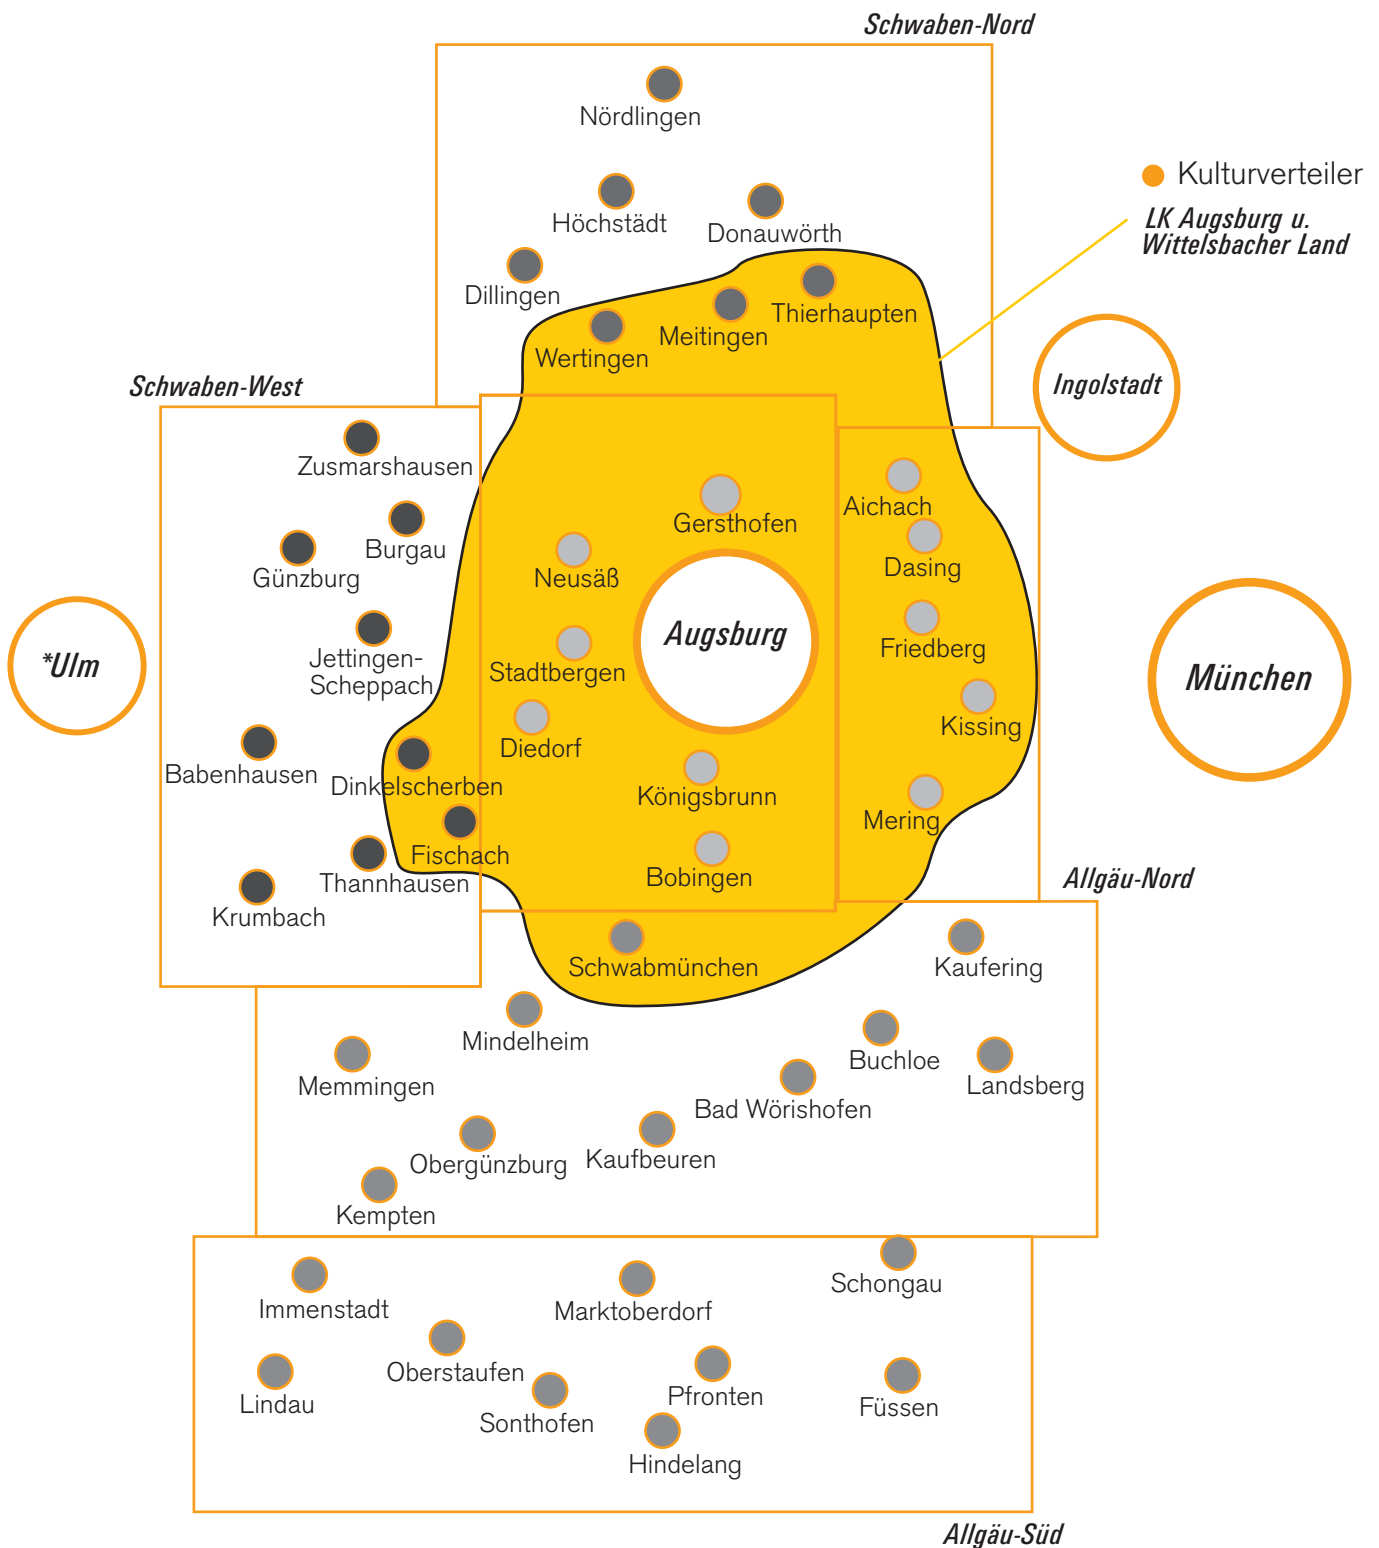 Schwaben-Nord
Nördlingen
Kulturverteiler
Höchstädt
Donauwörth
LK Augsburg u.
Wittelsbacher Land
Dillingen
Thierhaupten
Meitingen
Wertingen
Schwaben-West
Ingolstadt
Zusmarshausen
Aichach
Gersthofen
Burgau
Günzburg
Neusäß
Dasing
Augsburg
Friedberg
Jettingen-
Scheppach
Stadtbergen
*Ulm
München
Kissing
Diedorf
Babenhausen
Dinkelscherben
Königsbrunn
Mering
Fischach
Thannhausen
Bobingen
Allgäu-Nord
Krumbach
Schwabmünchen
Kaufering
Mindelheim
Buchloe
Memmingen
Landsberg
Bad Wörishofen
Obergünzburg
Kaufbeuren
Kempten
Schongau
Immenstadt
Marktoberdorf
Oberstaufen
Lindau
Pfronten
Füssen
Sonthofen
Hindelang
Allgäu-Süd